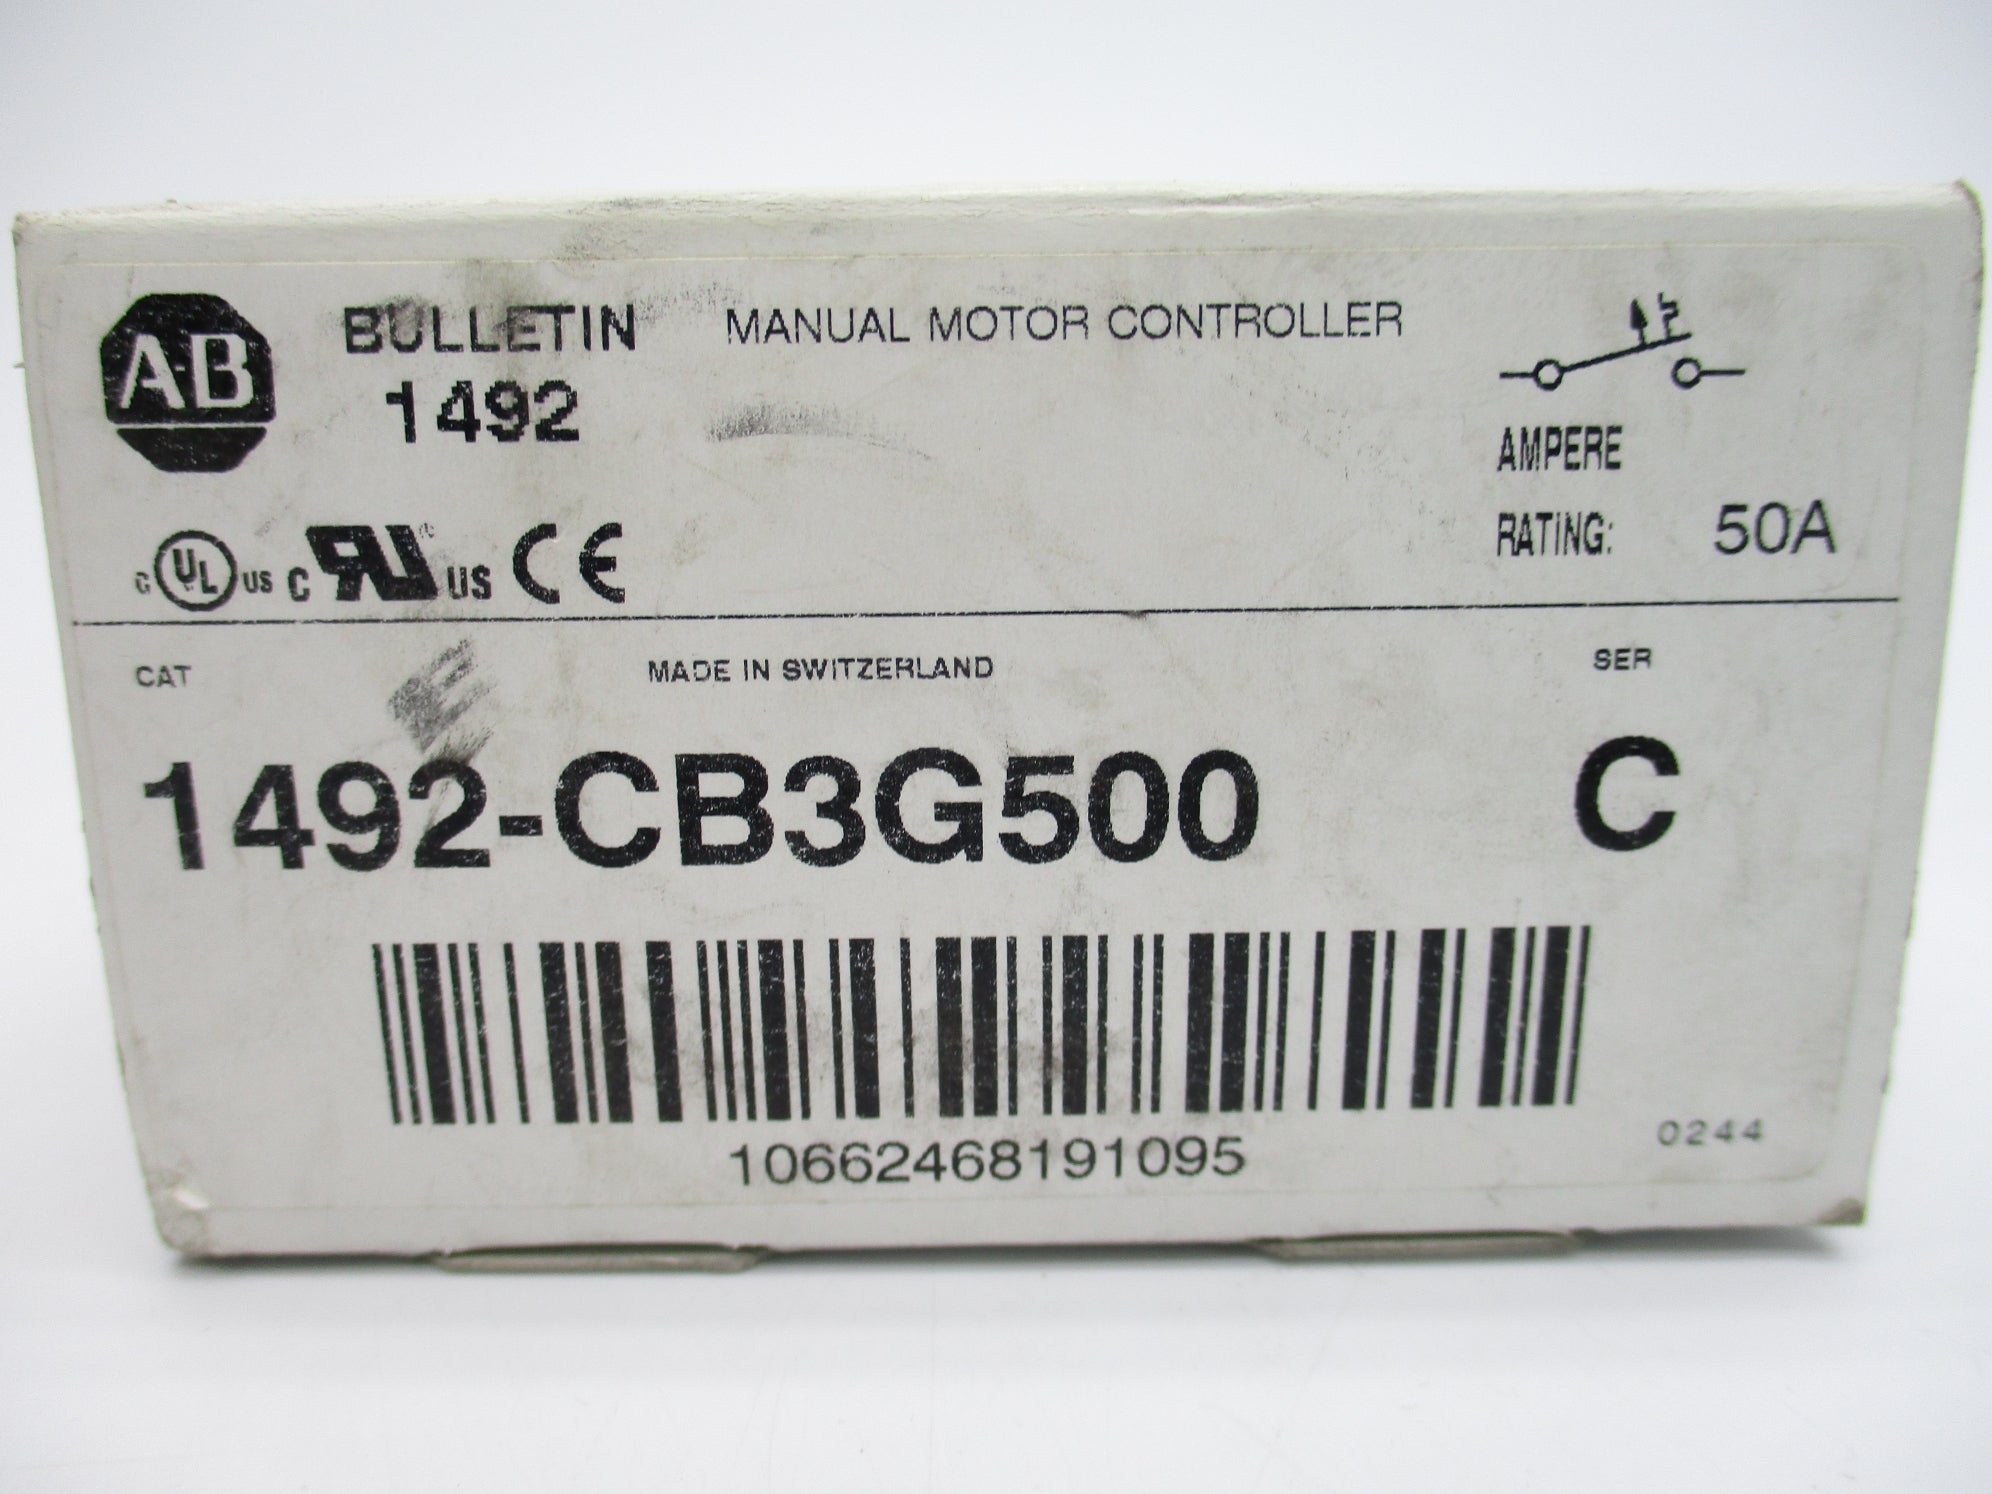 A-B BULLETIN MANUAL MOTOR CONTROLLER
1492
AMPERE
RATING: 50A
C UL US C RU® US CE
CAT MADE IN SWITZERLAND SER
1492-CB3G500 C
10662468191095
0244